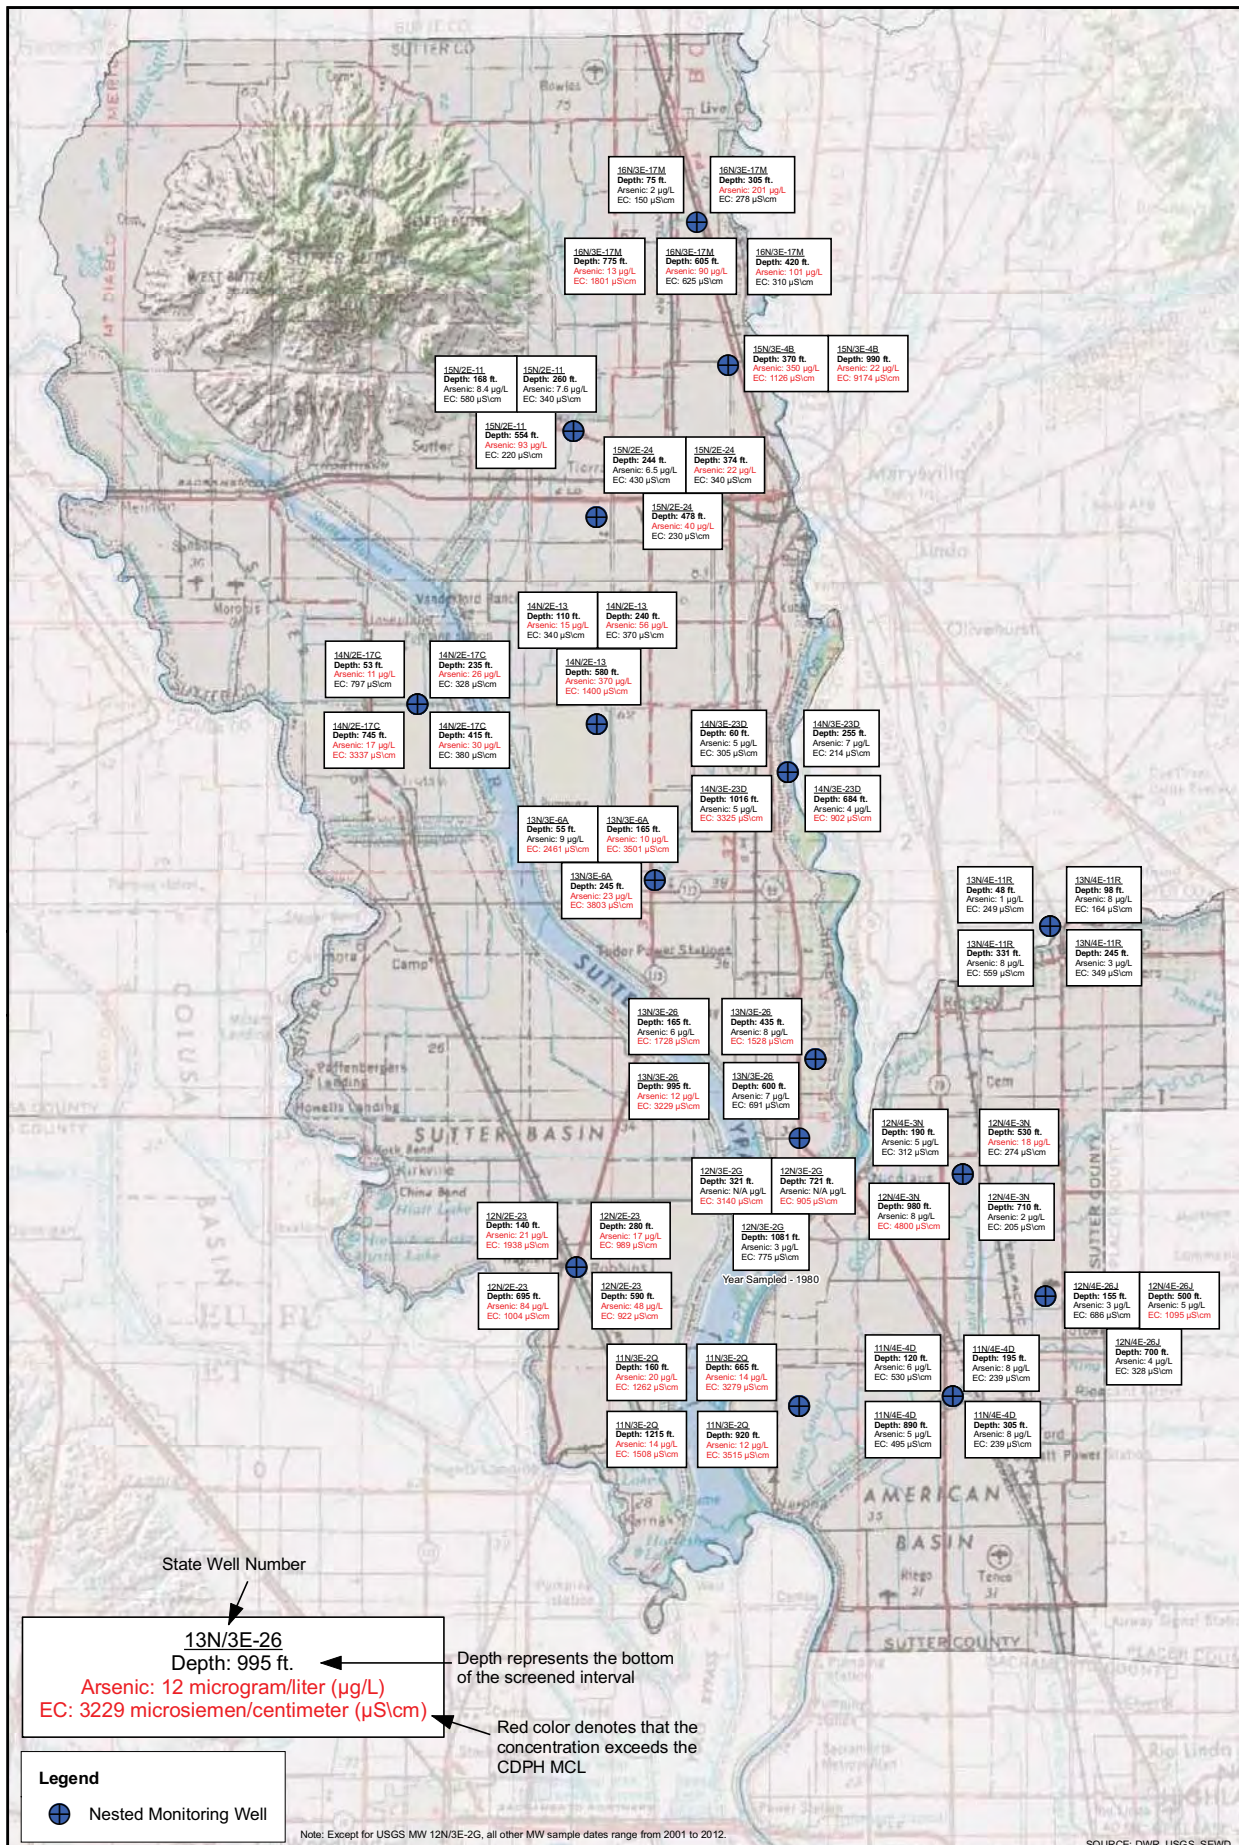 SUTTER CO
Bowles
75
Live
16N/3E-17M
Depth: 75 ft.
Arsenic: 2 µg/L
EC: 150 µS\cm
16N/3E-17M
Depth: 305 ft.
Arsenic: 201 µg/L
EC: 278 µS\cm
16N/3E-17M
Depth: 775 ft.
Arsenic: 13 µg/L
EC: 1801 µS\cm
16N/3E-17M
Depth: 605 ft.
Arsenic: 90 µg/L
EC: 625 µS\cm
16N/3E-17M
Depth: 420 ft.
Arsenic: 101 µg/L
EC: 310 µS\cm
15N/3E-4B
Depth: 370 ft.
Arsenic: 350 µg/L
EC: 1126 µS\cm
15N/3E-4B
Depth: 990 ft.
Arsenic: 22 µg/L
EC: 9174 µS\cm
15N/2E-11
Depth: 168 ft.
Arsenic: 8.4 µg/L
EC: 580 µS\cm
15N/2E-11
Depth: 260 ft.
Arsenic: 7.6 µg/L
EC: 340 µS\cm
15N/2E-11
Depth: 554 ft.
Arsenic: 93 µg/L
EC: 220 µS\cm
Sutter
Tierra
15N/2E-24
Depth: 244 ft.
Arsenic: 6.5 µg/L
EC: 430 µS\cm
15N/2E-24
Depth: 374 ft.
Arsenic: 22 µg/L
EC: 340 µS\cm
15N/2E-24
Depth: 478 ft.
Arsenic: 40 µg/L
EC: 230 µS\cm
Marysville
Meridian
Linda
Olivehurst
14N/2E-13
Depth: 110 ft.
Arsenic: 15 µg/L
EC: 340 µS\cm
14N/2E-13
Depth: 240 ft.
Arsenic: 56 µg/L
EC: 370 µS\cm
14N/2E-13
Depth: 580 ft.
Arsenic: 370 µg/L
EC: 1400 µS\cm
14N/2E-17C
Depth: 53 ft.
Arsenic: 11 µg/L
EC: 797 µS\cm
14N/2E-17C
Depth: 235 ft.
Arsenic: 26 µg/L
EC: 328 µS\cm
14N/2E-17C
Depth: 745 ft.
Arsenic: 17 µg/L
EC: 3337 µS\cm
14N/2E-17C
Depth: 415 ft.
Arsenic: 30 µg/L
EC: 380 µS\cm
14N/3E-23D
Depth: 60 ft.
Arsenic: 5 µg/L
EC: 305 µS\cm
14N/3E-23D
Depth: 255 ft.
Arsenic: 7 µg/L
EC: 214 µS\cm
14N/3E-23D
Depth: 1016 ft.
Arsenic: 5 µg/L
EC: 3325 µS\cm
14N/3E-23D
Depth: 684 ft.
Arsenic: 4 µg/L
EC: 902 µS\cm
13N/3E-6A
Depth: 55 ft.
Arsenic: 9 µg/L
EC: 2461 µS\cm
13N/3E-6A
Depth: 165 ft.
Arsenic: 10 µg/L
EC: 3501 µS\cm
13N/3E-6A
Depth: 245 ft.
Arsenic: 23 µg/L
EC: 3803 µS\cm
13N/4E-11R
Depth: 48 ft.
Arsenic: 1 µg/L
EC: 249 µS\cm
13N/4E-11R
Depth: 98 ft.
Arsenic: 8 µg/L
EC: 164 µS\cm
13N/4E-11R
Depth: 331 ft.
Arsenic: 8 µg/L
EC: 559 µS\cm
13N/4E-11R
Depth: 245 ft.
Arsenic: 3 µg/L
EC: 349 µS\cm
Tudor Power Station
Camp
13N/3E-26
Depth: 165 ft.
Arsenic: 6 µg/L
EC: 1728 µS\cm
13N/3E-26
Depth: 435 ft.
Arsenic: 8 µg/L
EC: 1528 µS\cm
13N/3E-26
Depth: 995 ft.
Arsenic: 12 µg/L
EC: 3229 µS\cm
13N/3E-26
Depth: 600 ft.
Arsenic: 7 µg/L
EC: 691 µS\cm
Poffenbergers
Landing
Howells Landing
SUTTER BASIN
Kirkville
China Bend
Cem
12N/4E-3N
Depth: 190 ft.
Arsenic: 5 µg/L
EC: 312 µS\cm
12N/4E-3N
Depth: 530 ft.
Arsenic: 18 µg/L
EC: 274 µS\cm
12N/4E-3N
Depth: 980 ft.
Arsenic: 8 µg/L
EC: 4800 µS\cm
12N/4E-3N
Depth: 710 ft.
Arsenic: 2 µg/L
EC: 205 µS\cm
SUTTER COUNTY
12N/3E-2G
Depth: 321 ft.
Arsenic: N/A µg/L
EC: 3140 µS\cm
12N/3E-2G
Depth: 721 ft.
Arsenic: N/A µg/L
EC: 905 µS\cm
12N/3E-2G
Depth: 1081 ft.
Arsenic: 3 µg/L
EC: 775 µS\cm
Year Sampled - 1980
12N/2E-23
Depth: 140 ft.
Arsenic: 21 µg/L
EC: 1938 µS\cm
12N/2E-23
Depth: 280 ft.
Arsenic: 17 µg/L
EC: 989 µS\cm
12N/2E-23
Depth: 695 ft.
Arsenic: 84 µg/L
EC: 1004 µS\cm
12N/2E-23
Depth: 590 ft.
Arsenic: 48 µg/L
EC: 922 µS\cm
12N/4E-26J
Depth: 155 ft.
Arsenic: 3 µg/L
EC: 686 µS\cm
12N/4E-26J
Depth: 500 ft.
Arsenic: 5 µg/L
EC: 1095 µS\cm
12N/4E-26J
Depth: 700 ft.
Arsenic: 4 µg/L
EC: 328 µS\cm
11N/3E-2Q
Depth: 160 ft.
Arsenic: 20 µg/L
EC: 1262 µS\cm
11N/3E-2Q
Depth: 665 ft.
Arsenic: 14 µg/L
EC: 3279 µS\cm
11N/3E-2Q
Depth: 1215 ft.
Arsenic: 14 µg/L
EC: 1508 µS\cm
11N/3E-2Q
Depth: 920 ft.
Arsenic: 12 µg/L
EC: 3515 µS\cm
11N/4E-4D
Depth: 120 ft.
Arsenic: 6 µg/L
EC: 530 µS\cm
11N/4E-4D
Depth: 195 ft.
Arsenic: 8 µg/L
EC: 239 µS\cm
11N/4E-4D
Depth: 890 ft.
Arsenic: 5 µg/L
EC: 495 µS\cm
11N/4E-4D
Depth: 305 ft.
Arsenic: 8 µg/L
EC: 239 µS\cm
AMERICAN
BASIN
Riego
SUTTER COUNTY
State Well Number
13N/3E-26
Depth: 995 ft.
Arsenic: 12 microgram/liter (µg/L)
EC: 3229 microsiemen/centimeter (µS\cm)
Depth represents the bottom
of the screened interval
Red color denotes that the
concentration exceeds the
CDPH MCL
Legend
Nested Monitoring Well
Note: Except for USGS MW 12N/3E-2G, all other MW sample dates range from 2001 to 2012.
SOURCE: DWR, USGS, SEWD